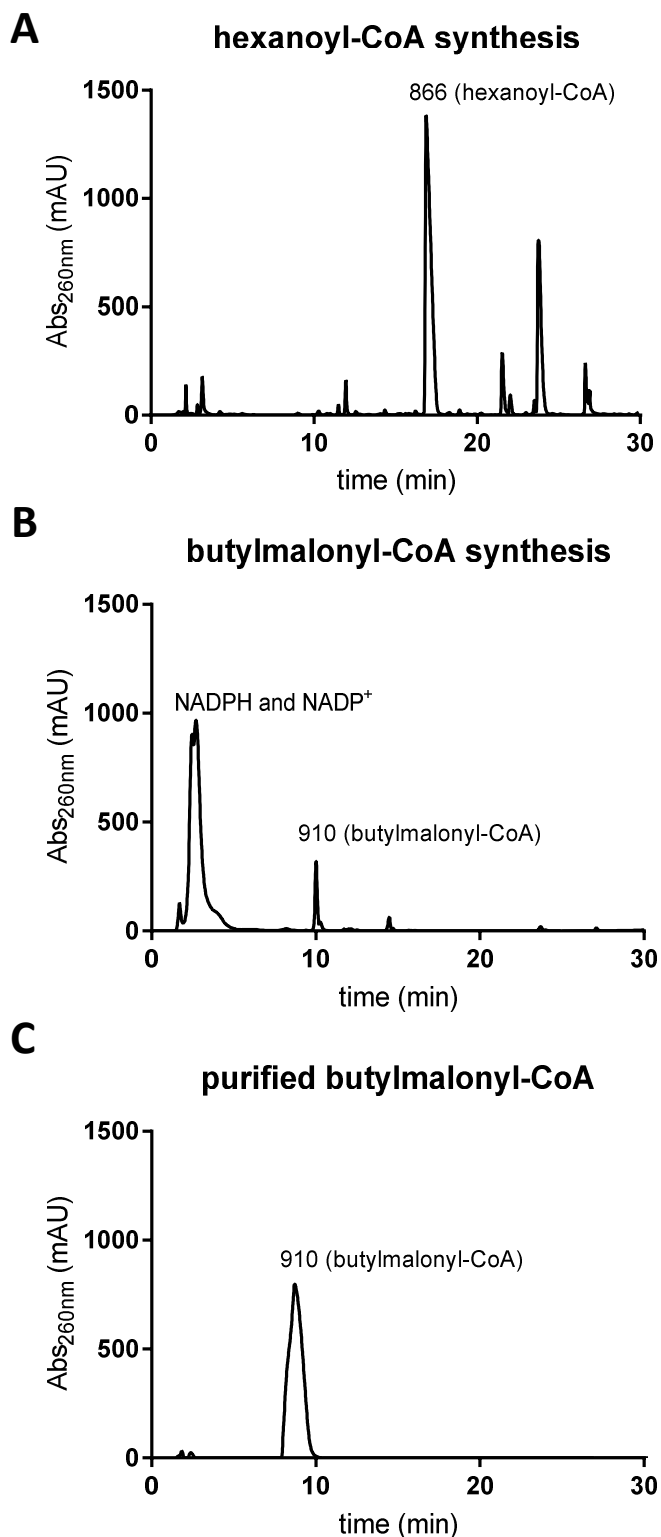 A
hexanoyl-CoA synthesis
1500
866 (hexanoyl-CoA)
1000
Abs260nm (mAU)
500
0
0 10 20 30
time (min)
B
butylmalonyl-CoA synthesis
1500
NADPH and NADP+
1000
Abs260nm (mAU)
910 (butylmalonyl-CoA)
500
0
0 10 20 30
time (min)
C
purified butylmalonyl-CoA
1500
1000
910 (butylmalonyl-CoA)
Abs260nm (mAU)
500
0
0 10 20 30
time (min)